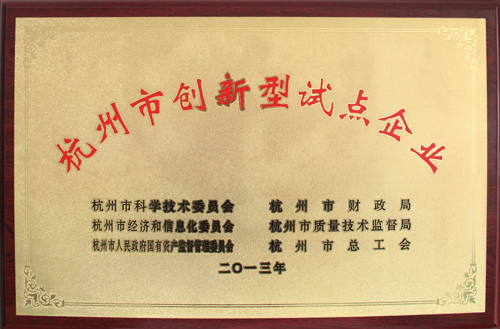 杭州市创新型试点企业
杭州市科学技术委员会 杭州市财政局
杭州市经济和信息化委员会 杭州市质量技术监督局
杭州市人民政府国有资产监督管理委员会 杭州市总工会
二〇一三年